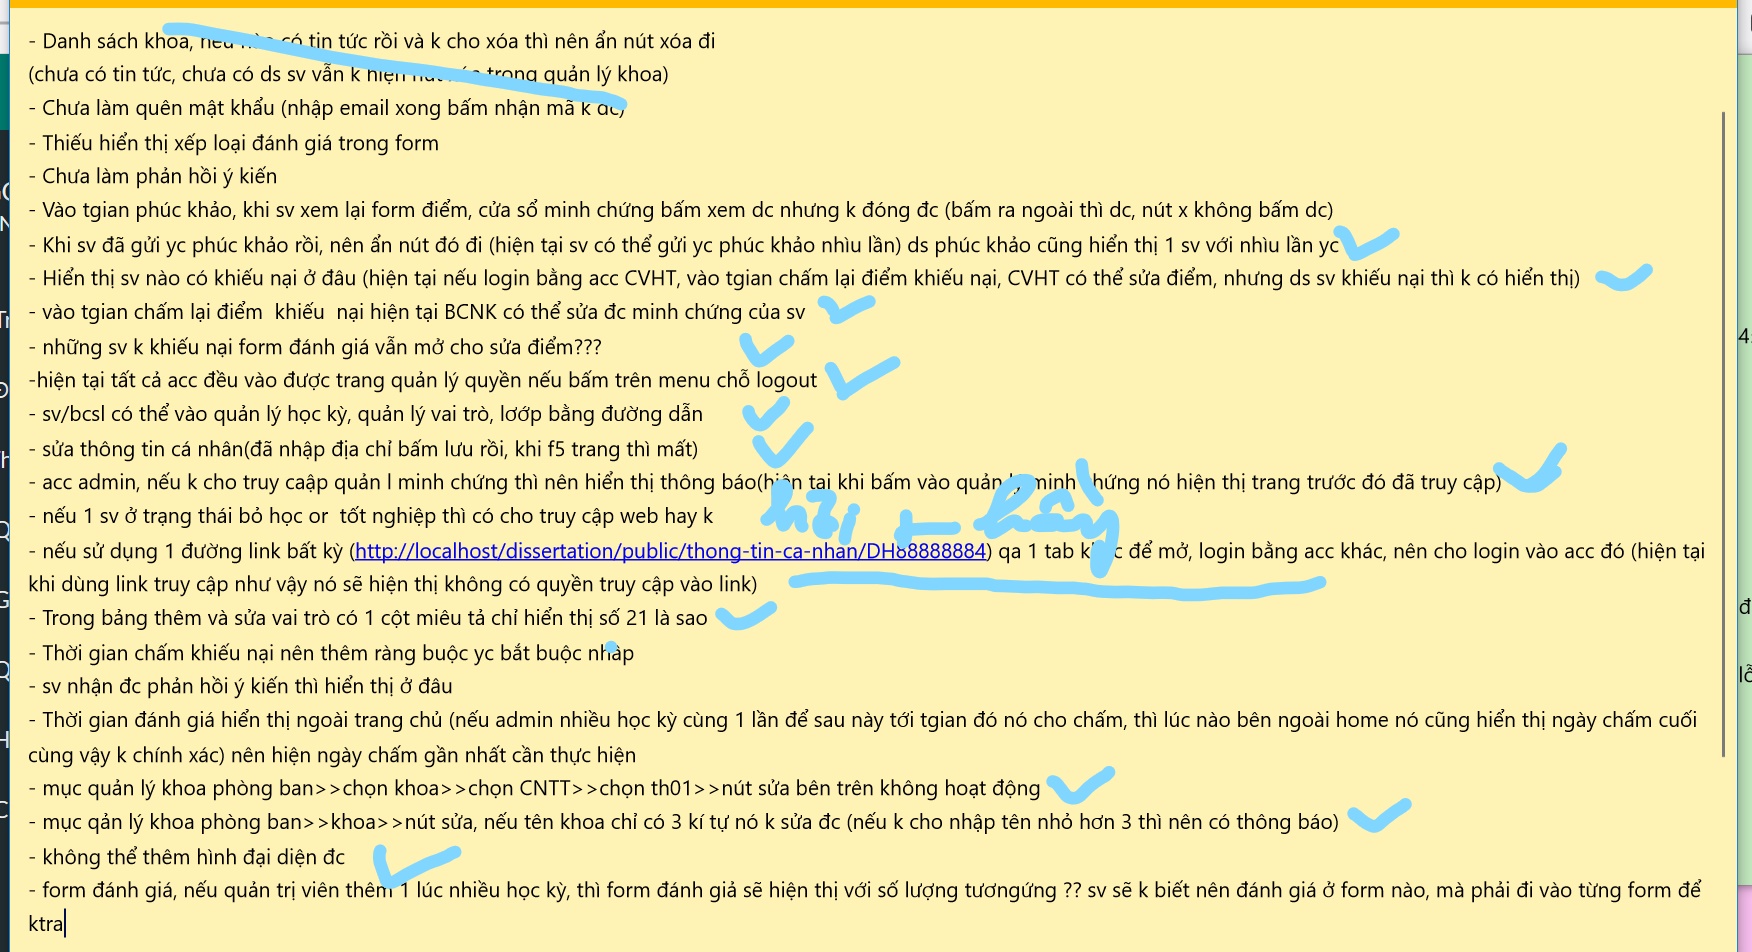 - Danh sách khoa, nếu nào có tin tức rồi và k cho xóa thì nên ẩn nút xóa đi
(chưa có tin tức, chưa có ds sv vẫn k hiện nút xóa trong quản lý khoa)
- Chưa làm quên mật khẩu (nhập email xong bấm nhận mã k dc)
- Thiếu hiển thị xếp loại đánh giá trong form
- Chưa làm phản hồi ý kiến
- Vào tgian phúc khảo, khi sv xem lại form điểm, cửa sổ minh chứng bấm xem dc nhưng k đóng đc (bấm ra ngoài thì dc, nút x không bấm dc)
- Khi sv đã gửi yc phúc khảo rồi, nên ẩn nút đó đi (hiện tại sv có thể gửi yc phúc khảo nhìu lần) ds phúc khảo cũng hiển thị 1 sv với nhìu lần yc
- Hiển thị sv nào có khiếu nại ở đâu (hiện tại nếu login bằng acc CVHT, vào tgian chấm lại điểm khiếu nại, CVHT có thể sửa điểm, nhưng ds sv khiếu nại thì k có hiển thị)
- vào tgian chấm lại điểm khiếu nại hiện tại BCNK có thể sửa đc minh chứng của sv
- những sv k khiếu nại form đánh giá vẫn mở cho sửa điểm???
-hiện tại tất cả acc đều vào được trang quản lý quyền nếu bấm trên menu chỗ logout
- sv/bcsl có thể vào quản lý học kỳ, quản lý vai trò, lơớp bằng đường dẫn
- sửa thông tin cá nhân(đã nhập địa chỉ bấm lưu rồi, khi f5 trang thì mất)
- acc admin, nếu k cho truy caập quản l minh chứng thì nên hiển thị thông báo(hiện tại khi bấm vào quản lý minh chứng nó hiện thị trang trước đó đã truy cập)
- nếu 1 sv ở trạng thái bỏ học or tốt nghiệp thì có cho truy cập web hay k
- nếu sử dụng 1 đường link bất kỳ (http://localhost/dissertation/public/thong-tin-ca-nhan/DH88888884) qa 1 tab khác để mở, login bằng acc khác, nên cho login vào acc đó (hiện tại
khi dùng link truy cập như vậy nó sẽ hiện thị không có quyền truy cập vào link)
- Trong bảng thêm và sửa vai trò có 1 cột miêu tả chỉ hiển thị số 21 là sao
- Thời gian chấm khiếu nại nên thêm ràng buộc yc bắt buộc nhập
- sv nhận đc phản hồi ý kiến thì hiển thị ở đâu
- Thời gian đánh giá hiển thị ngoài trang chủ (nếu admin nhiều học kỳ cùng 1 lần để sau này tới tgian đó nó cho chấm, thì lúc nào bên ngoài home nó cũng hiển thị ngày chấm cuối
cùng vậy k chính xác) nên hiện ngày chấm gần nhất cần thực hiện
- mục quản lý khoa phòng ban>>chọn khoa>>chọn CNTT>>chọn th01>>nút sửa bên trên không hoạt động
- mục qản lý khoa phòng ban>>khoa>>nút sửa, nếu tên khoa chỉ có 3 kí tự nó k sửa đc (nếu k cho nhập tên nhỏ hơn 3 thì nên có thông báo)
- không thể thêm hình đại diện đc
- form đánh giá, nếu quản trị viên thêm 1 lúc nhiều học kỳ, thì form đánh giả sẽ hiện thị với số lượng tươngứng ?? sv sẽ k biết nên đánh giá ở form nào, mà phải đi vào từng form để
ktra